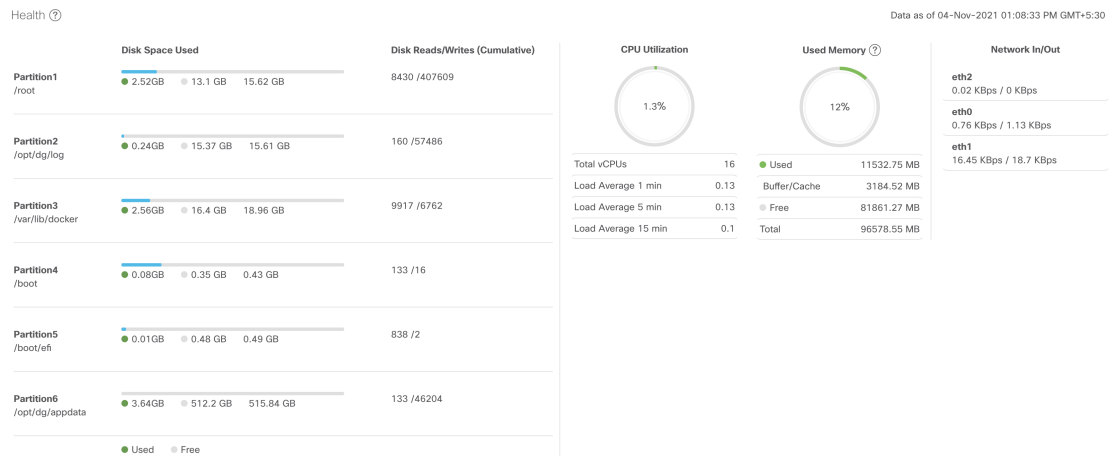 Health ?
Data as of 04-Nov-2021 01:08:33 PM GMT+5:30
Disk Space Used Disk Reads/Writes (Cumulative)
Partition1
/root
2.52GB 13.1 GB 15.62 GB
8430 /407609
Partition2
/opt/dg/log
0.24GB 15.37 GB 15.61 GB
160 /57486
Partition3
/var/lib/docker
2.56GB 16.4 GB 18.96 GB
9917 /6762
Partition4
/boot
0.08GB 0.35 GB 0.43 GB
133 /16
Partition5
/boot/efi
0.01GB 0.48 GB 0.49 GB
838 /2
Partition6
/opt/dg/appdata
3.64GB 512.2 GB 515.84 GB
133 /46204
Used Free
CPU Utilization
1.3%
Total vCPUs 16
Load Average 1 min 0.13
Load Average 5 min 0.13
Load Average 15 min 0.1
Used Memory ?
12%
Used 11532.75 MB
Buffer/Cache 3184.52 MB
Free 81861.27 MB
Total 96578.55 MB
Network In/Out
eth2
0.02 KBps / 0 KBps
eth0
0.76 KBps / 1.13 KBps
eth1
16.45 KBps / 18.7 KBps